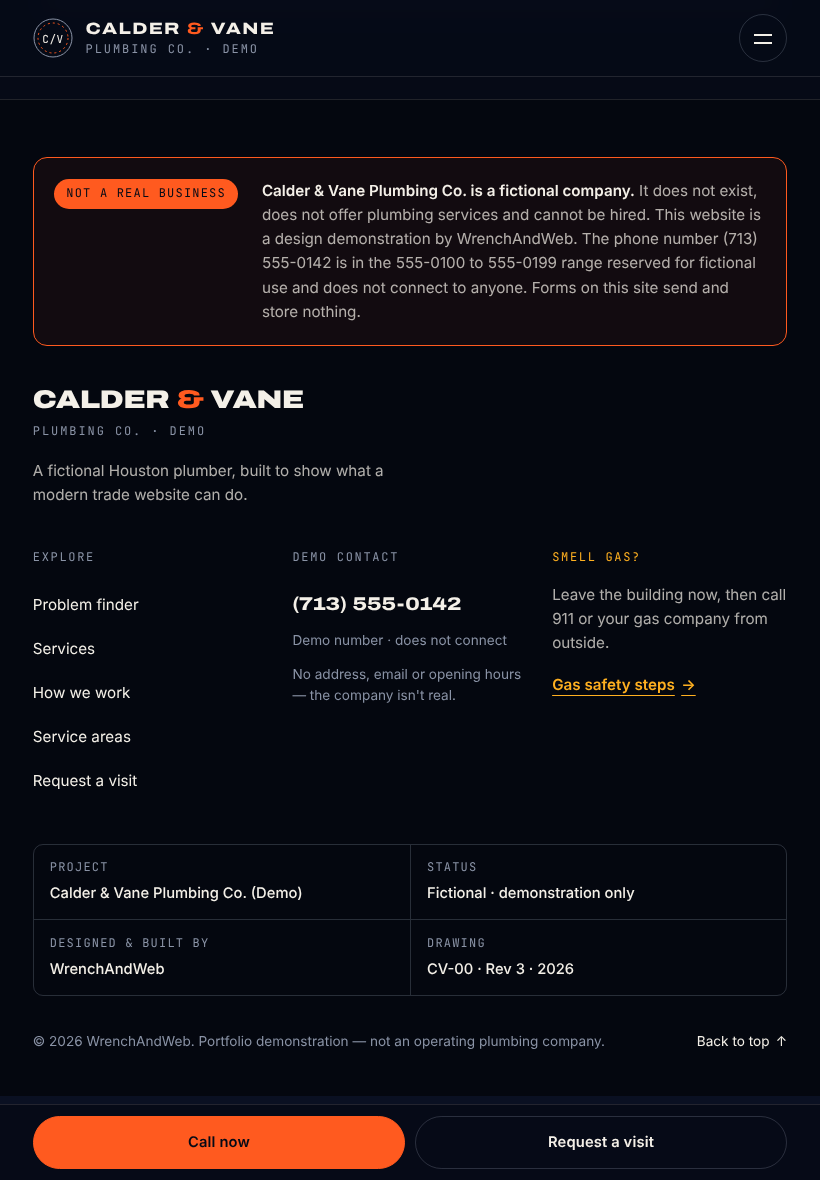 C/V
CALDER & VANE
PLUMBING CO. · DEMO
NOT A REAL BUSINESS
Calder & Vane Plumbing Co. is a fictional company. It does not exist,
does not offer plumbing services and cannot be hired. This website is
a design demonstration by WrenchAndWeb. The phone number (713)
555-0142 is in the 555-0100 to 555-0199 range reserved for fictional
use and does not connect to anyone. Forms on this site send and
store nothing.
CALDER & VANE
PLUMBING CO. · DEMO
A fictional Houston plumber, built to show what a
modern trade website can do.
EXPLORE
Problem finder
Services
How we work
Service areas
Request a visit
DEMO CONTACT
(713) 555-0142
Demo number · does not connect
No address, email or opening hours
— the company isn't real.
SMELL GAS?
Leave the building now, then call
911 or your gas company from
outside.
Gas safety steps →
PROJECT
Calder & Vane Plumbing Co. (Demo)
STATUS
Fictional · demonstration only
DESIGNED & BUILT BY
WrenchAndWeb
DRAWING
CV-00 · Rev 3 · 2026
© 2026 WrenchAndWeb. Portfolio demonstration — not an operating plumbing company.
Back to top ↑
Call now
Request a visit